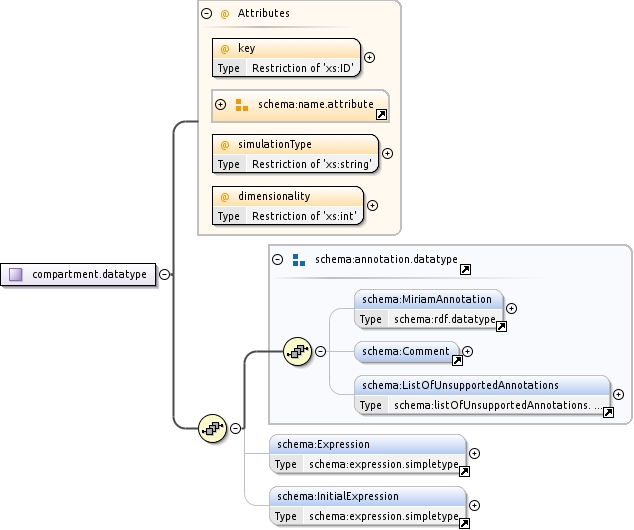 @ Attributes
@ key
Type Restriction of 'xs:ID'
schema:name.attribute
@ simulationType
Type Restriction of 'xs:string'
@ dimensionality
Type Restriction of 'xs:int'
compartment.datatype
schema:annotation.datatype
schema:MiriamAnnotation
Type schema:rdf.datatype
schema:Comment
schema:ListOfUnsupportedAnnotations
Type schema:listOfUnsupportedAnnotations. ...
schema:Expression
Type schema:expression.simpletype
schema:InitialExpression
Type schema:expression.simpletype